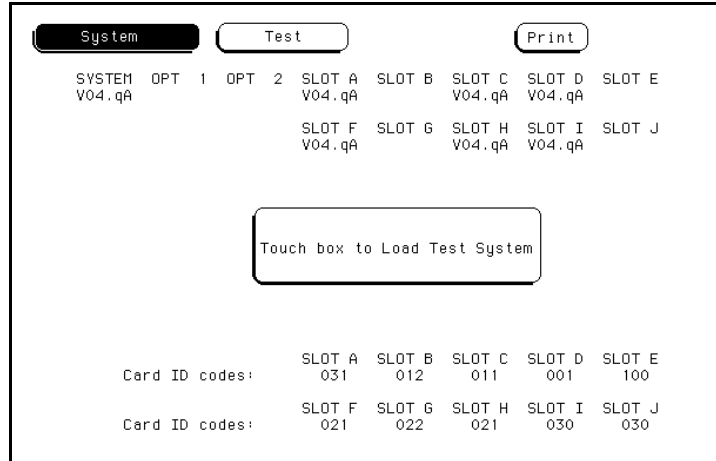 System Test Print
SYSTEM OPT 1 OPT 2 SLOT A SLOT B SLOT C SLOT D SLOT E
V04.qA V04.qA V04.qA V04.qA
SLOT F SLOT G SLOT H SLOT I SLOT J
V04.qA V04.qA V04.qA
Touch box to Load Test System
SLOT A SLOT B SLOT C SLOT D SLOT E
Card ID codes: 031 012 011 001 100
SLOT F SLOT G SLOT H SLOT I SLOT J
Card ID codes: 021 022 021 030 030